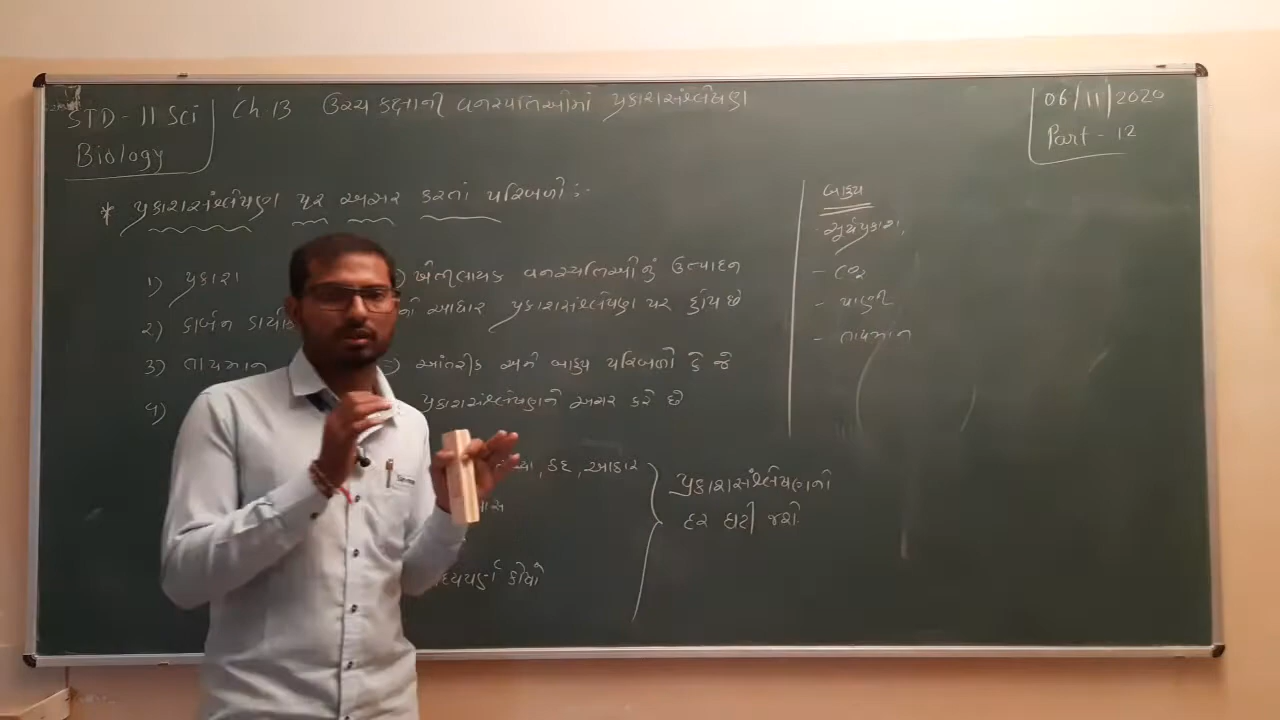 STD - 11 Sci
Biology
Ch 13 ઉચ્ચ કક્ષાની વનસ્પતિઓમાં પ્રકાશસંશ્લેષણ
06/11/2020
Part - 12
* પ્રકાશસંશ્લેષણ પર અસર કરતાં પરિબળો :-
1) પ્રકાશ
2) કાર્બન
3) તાપમાન
4)
ખેતીલાયક વનસ્પતિઓનું ઉત્પાદન
આધાર પ્રકાશસંશ્લેષણ પર હોય છે
=) આંતરીક અને બાહ્ય પરિબળો છે જે
પ્રકાશસંશ્લેષણને અસર કરે છે
, કદ, આકાર
કોષો
પ્રકાશસંશ્લેષણનો
દર ઘટી જશે.
બાહ્ય
- સૂર્યપ્રકાશ,
- CO2
- પાણી
- તાપમાન